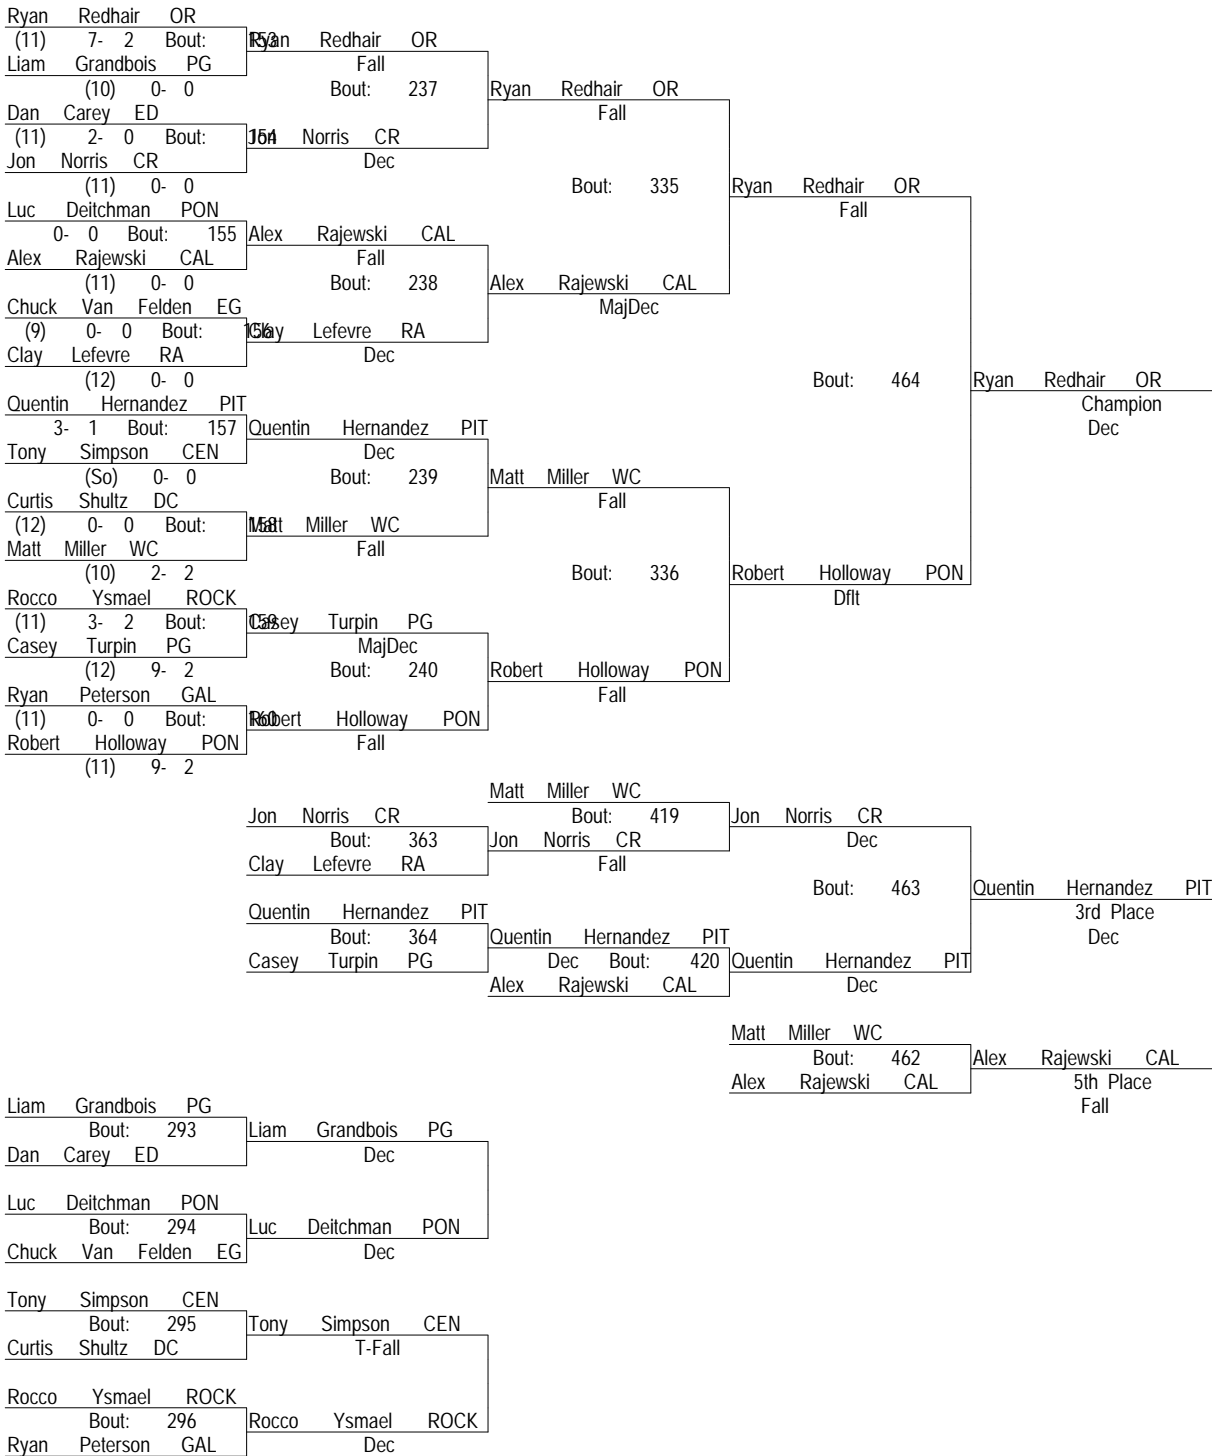 Ryan Redhair OR
(11) 7- 2 Bout: 153
Liam Grandbois PG
(10) 0- 0
Dan Carey ED
(11) 2- 0 Bout: 154
Jon Norris CR
(11) 0- 0
Luc Deitchman PON
0- 0 Bout: 155
Alex Rajewski CAL
(11) 0- 0
Chuck Van Felden EG
(9) 0- 0 Bout: 156
Clay Lefevre RA
(12) 0- 0
Quentin Hernandez PIT
3- 1 Bout: 157
Tony Simpson CEN
(So) 0- 0
Curtis Shultz DC
(12) 0- 0 Bout: 158
Matt Miller WC
(10) 2- 2
Rocco Ysmael ROCK
(11) 3- 2 Bout: 159
Casey Turpin PG
(12) 9- 2
Ryan Peterson GAL
(11) 0- 0 Bout: 160
Robert Holloway PON
(11) 9- 2
Ryan Redhair OR
Fall
Bout: 237
Jon Norris CR
Dec
Alex Rajewski CAL
Fall
Bout: 238
Clay Lefevre RA
Dec
Quentin Hernandez PIT
Dec
Bout: 239
Matt Miller WC
Fall
Casey Turpin PG
MajDec
Bout: 240
Robert Holloway PON
Fall
Ryan Redhair OR
Fall
Bout: 335
Alex Rajewski CAL
MajDec
Matt Miller WC
Fall
Bout: 336
Robert Holloway PON
Fall
Ryan Redhair OR
Fall
Bout: 464
Robert Holloway PON
Dflt
Ryan Redhair OR
Champion
Dec
Jon Norris CR
Bout: 363
Clay Lefevre RA
Quentin Hernandez PIT
Bout: 364
Casey Turpin PG
Matt Miller WC
Bout: 419
Jon Norris CR
Fall
Quentin Hernandez PIT
Dec Bout: 420
Alex Rajewski CAL
Jon Norris CR
Dec
Bout: 463
Quentin Hernandez PIT
Dec
Quentin Hernandez PIT
3rd Place
Dec
Matt Miller WC
Bout: 462
Alex Rajewski CAL
Alex Rajewski CAL
5th Place
Fall
Liam Grandbois PG
Bout: 293
Dan Carey ED
Liam Grandbois PG
Dec
Luc Deitchman PON
Bout: 294
Chuck Van Felden EG
Luc Deitchman PON
Dec
Tony Simpson CEN
Bout: 295
Curtis Shultz DC
Tony Simpson CEN
T-Fall
Rocco Ysmael ROCK
Bout: 296
Ryan Peterson GAL
Rocco Ysmael ROCK
Dec